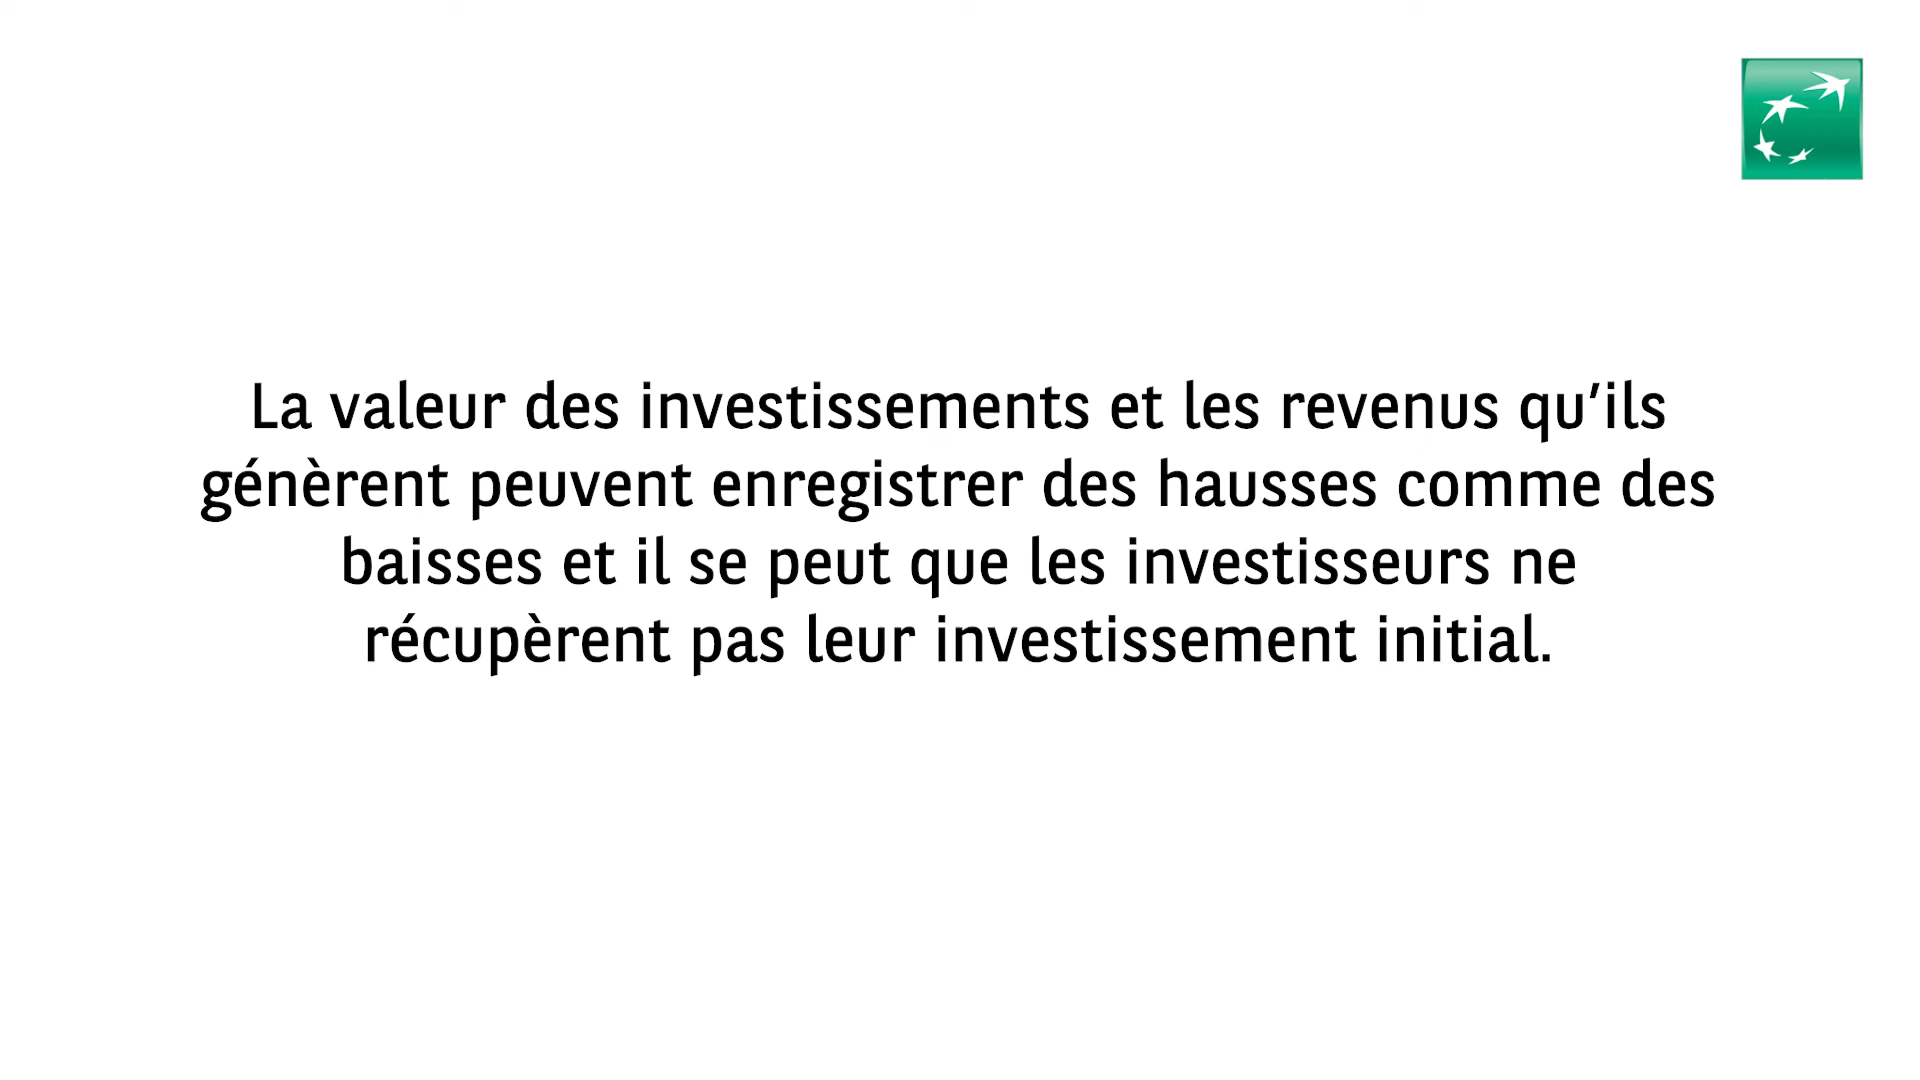 La valeur des investissements et les revenus qu’ils
génèrent peuvent enregistrer des hausses comme des
baisses et il se peut que les investisseurs ne
récupèrent pas leur investissement initial.